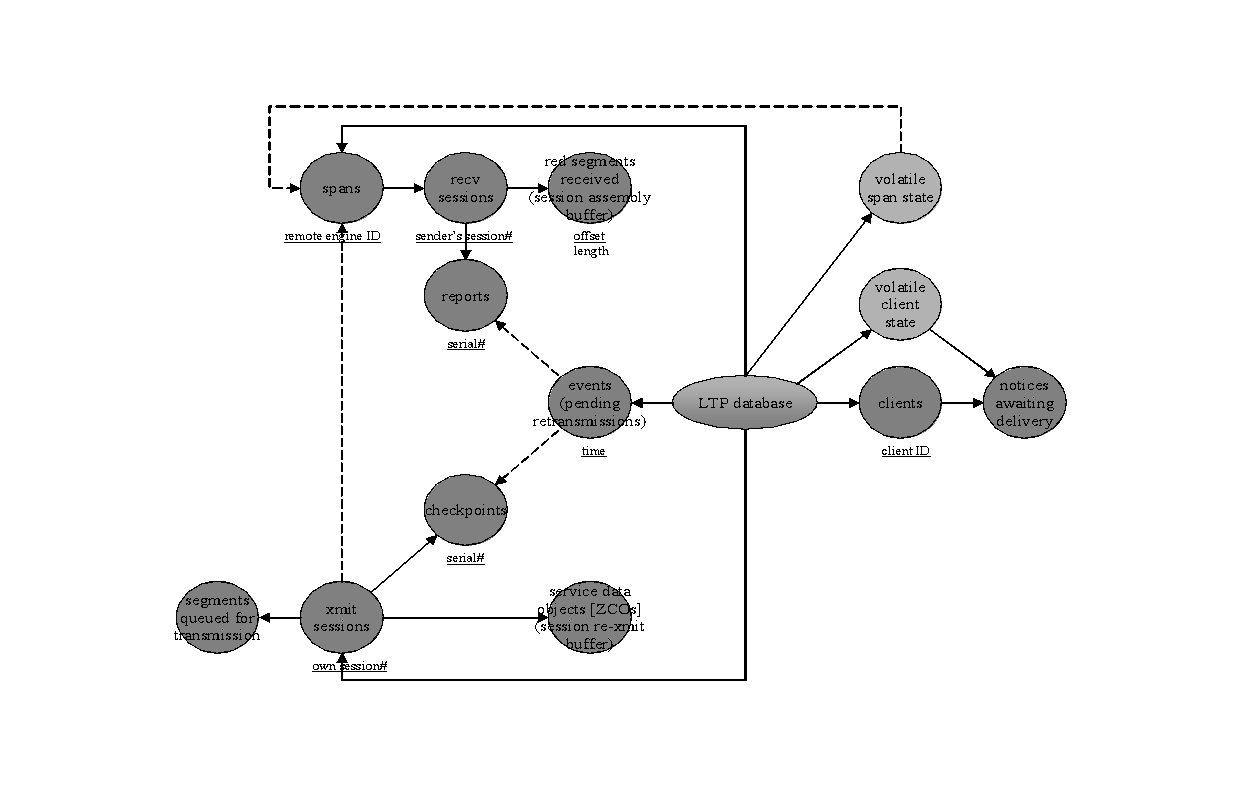 spans
remote engine ID
recv
sessions
sender's session#
red segments
received
(session assembly
buffer)
offset
length
volatile
span state
reports
serial#
volatile
client
state
events
(pending
retransmissions)
time
LTP database
clients
client ID
notices
awaiting
delivery
checkpoints
serial#
segments
queued for
transmission
xmit
sessions
own session#
service data
objects [ZCOs]
(session re-xmit
buffer)